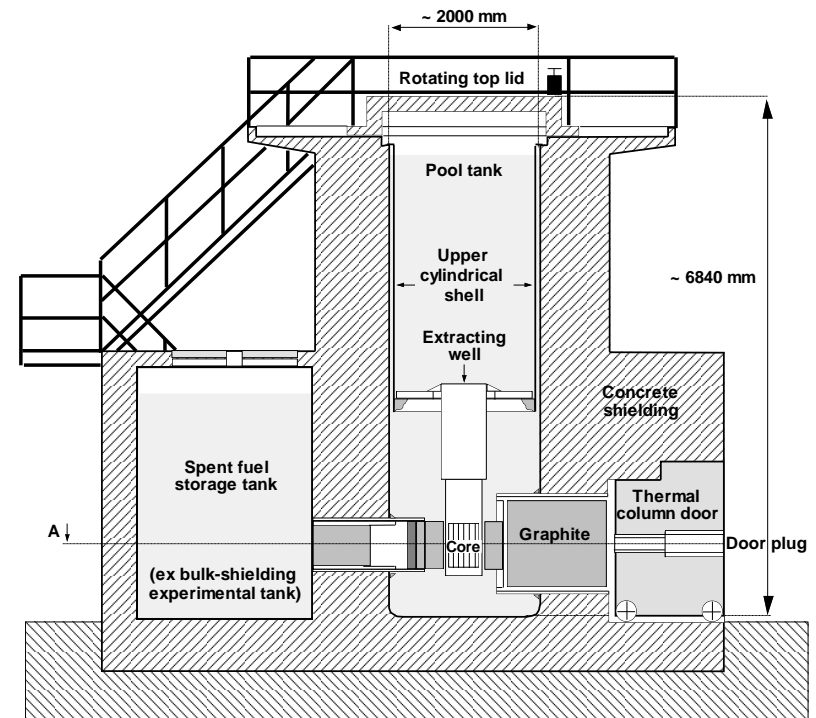 ~ 2000 mm
Rotating top lid
Pool tank
Upper
cylindrical
shell
~ 6840 mm
Extracting
well
Concrete
shielding
Spent fuel
storage tank
Thermal
column door
A
Core
Graphite
Door plug
(ex bulk-shielding
experimental tank)